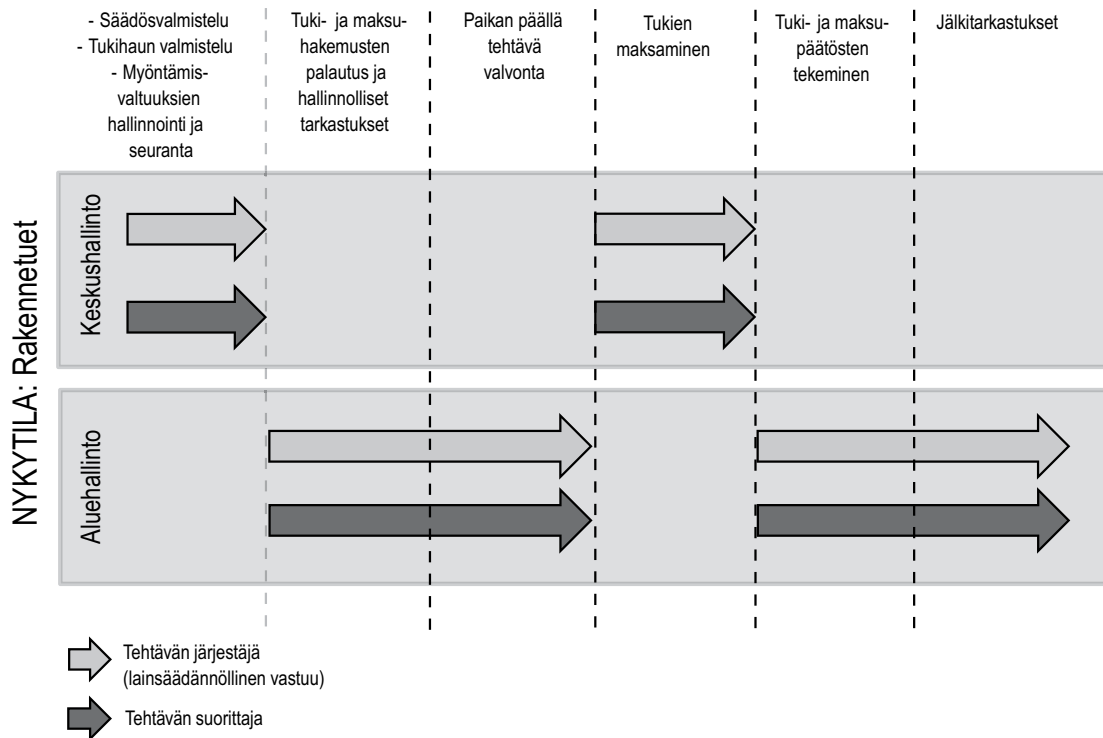 - Säädösvalmistelu
- Tukihaun valmistelu
- Myöntämis-
valtuuksien
hallinnointi ja
seuranta
Tuki- ja maksu-
hakemusten
palautus ja
hallinnolliset
tarkastukset
Paikan päällä
tehtävä
valvonta
Tukien
maksaminen
Tuki- ja maksu-
päätösten
tekeminen
Jälkitarkastukset
NYKYTILA: Rakennetuet
Keskushallinto
Aluehallinto
Tehtävän järjestäjä
(lainsäädännöllinen vastuu)
Tehtävän suorittaja